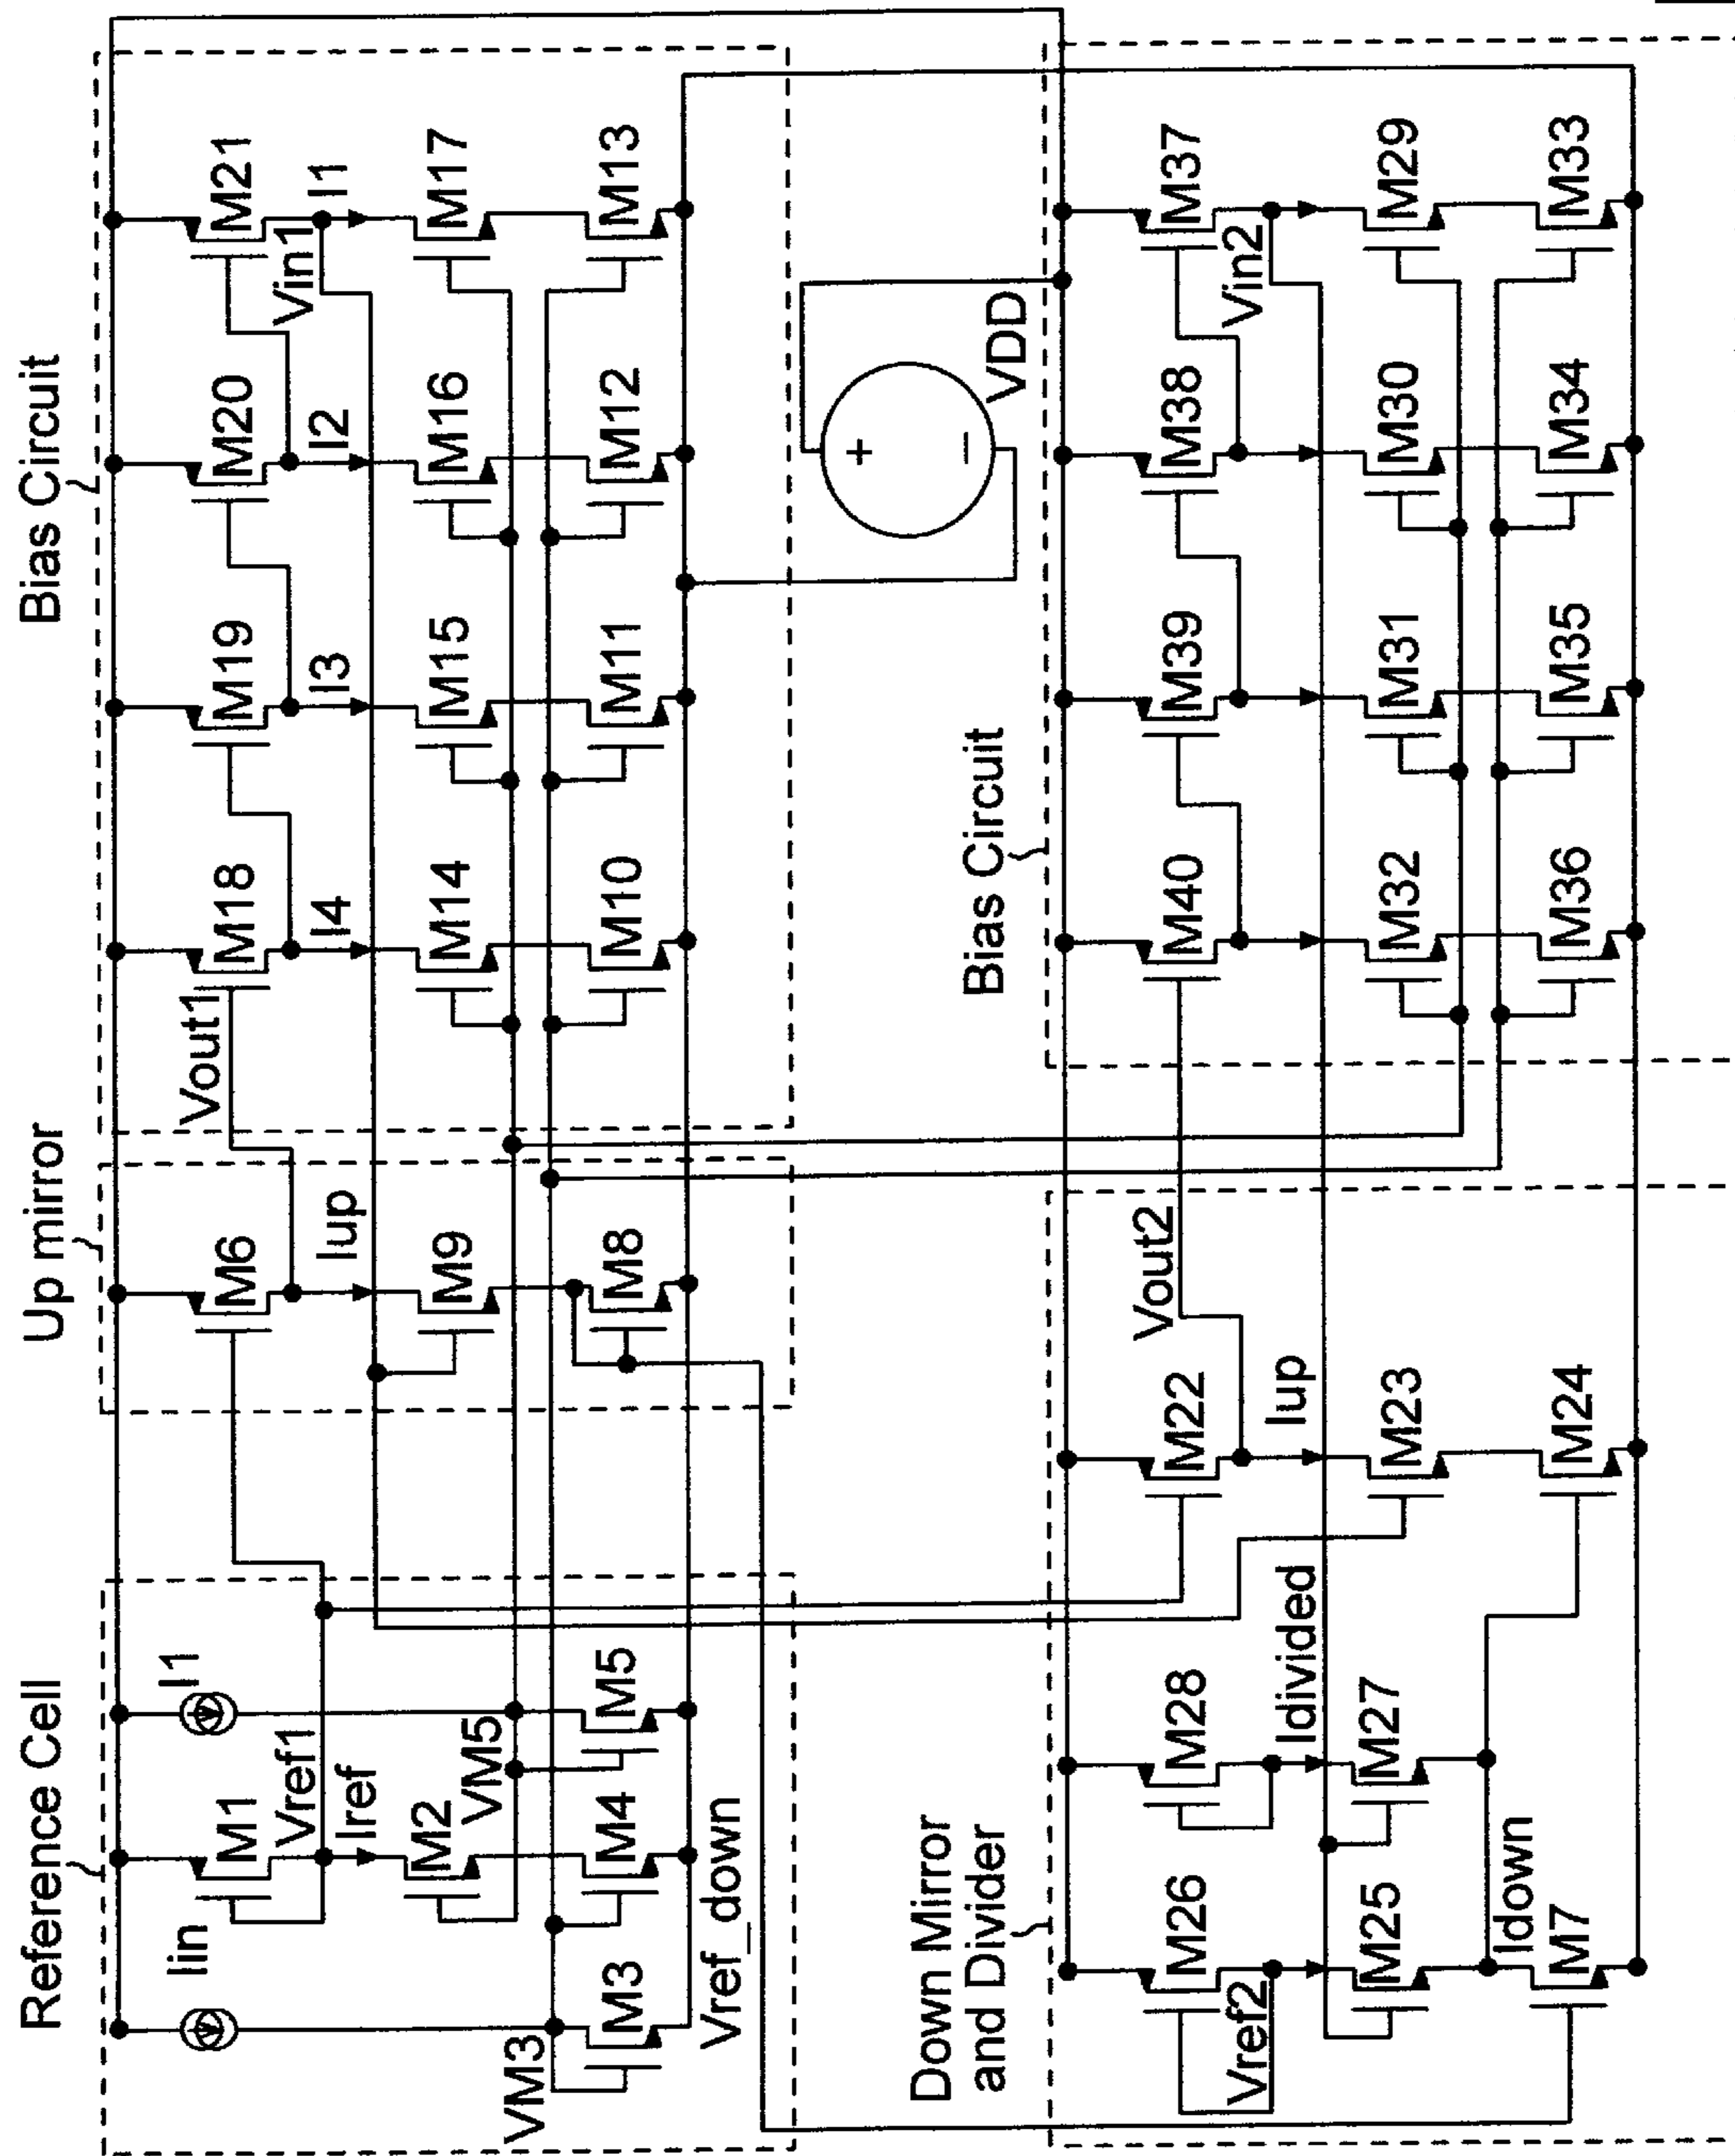 Reference Cell
Up mirror
Bias Circuit
Iin
I1
M1
Vref1
Iref
M2
VM5
M5
M4
VM3
M3
Vref_down
M6
Iup
M9
M8
Vout1
M18
M19
M20
M21
I4
I3
I2
Vin1
I1
M14
M15
M16
M17
M10
M11
M12
M13
+
−
VDD
Down Mirror
and Divider
Bias Circuit
M26
M28
M22
Vout2
Vref2
Idivided
Iup
M25
M27
M23
Idown
M7
M24
M40
M39
M38
M37
Vin2
M32
M31
M30
M29
M36
M35
M34
M33